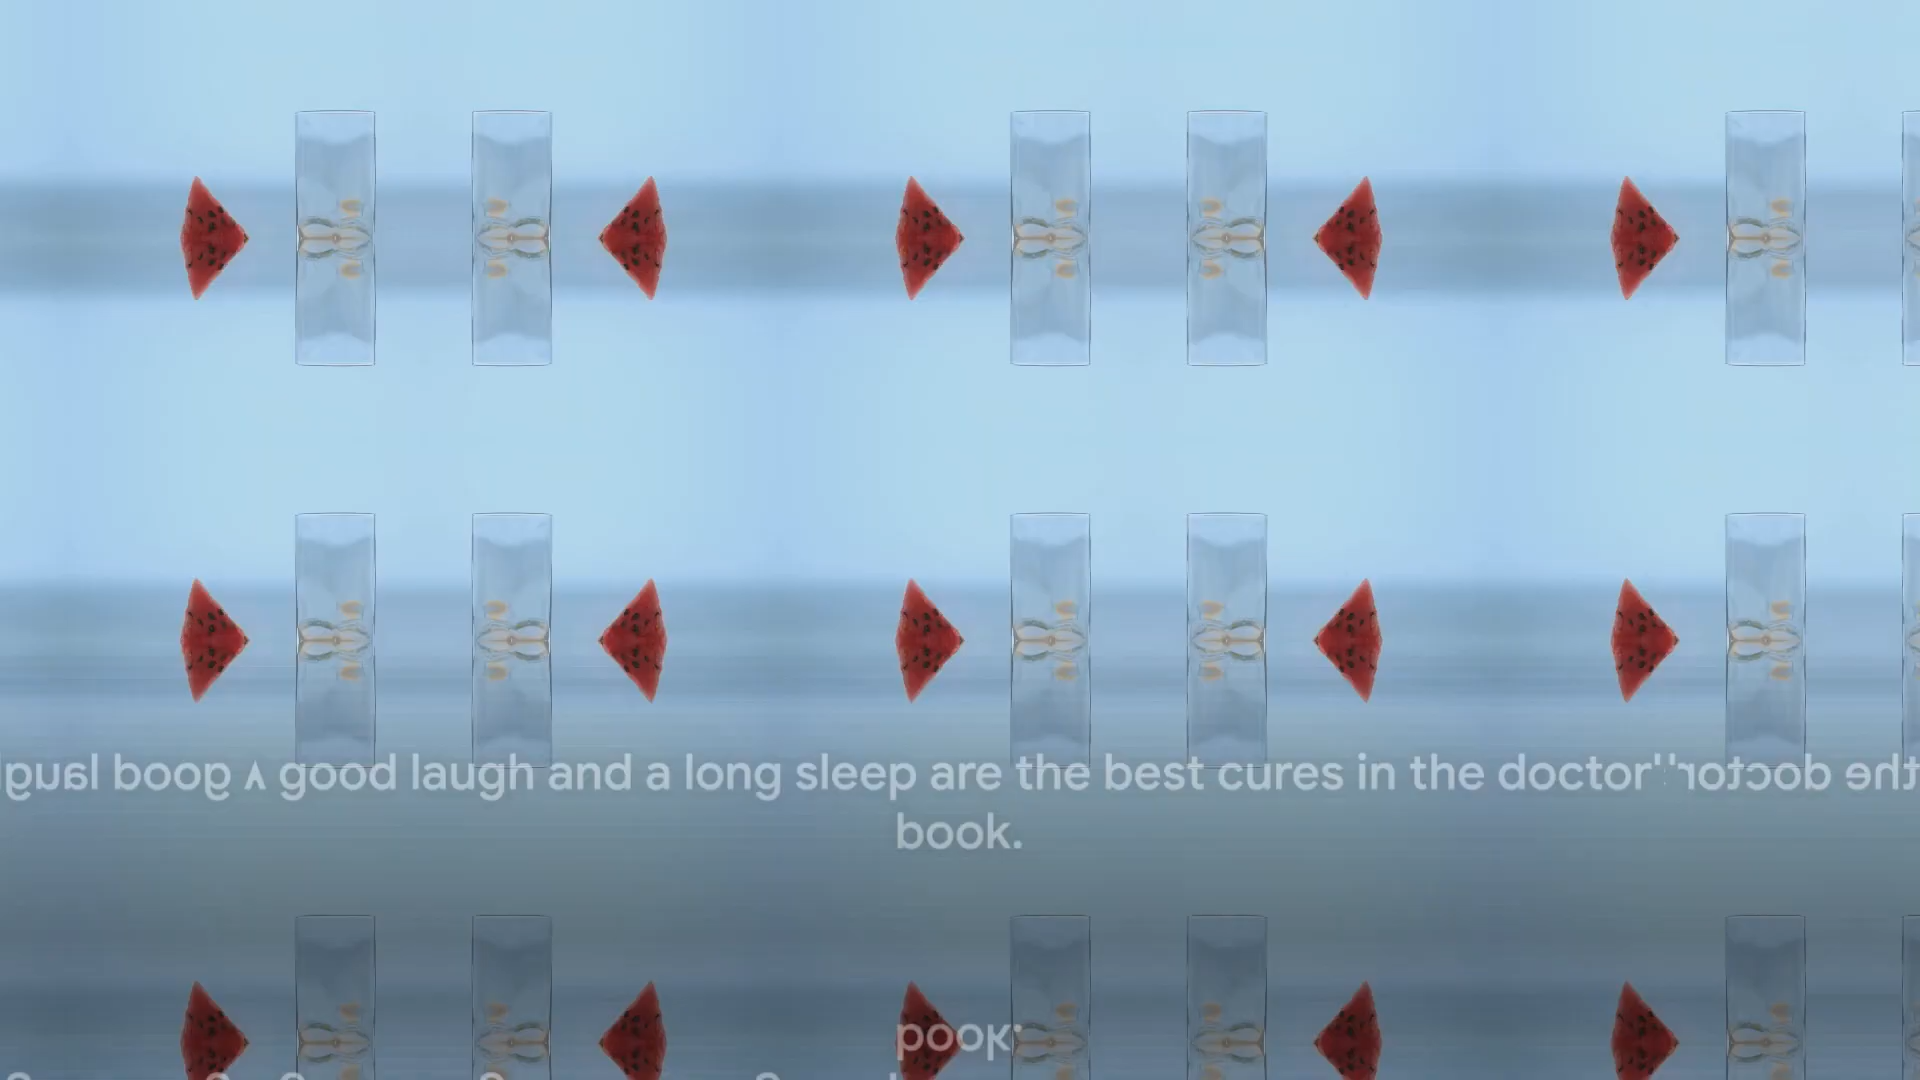 A good laugh and a long sleep are the best cures in the doctor'
book.